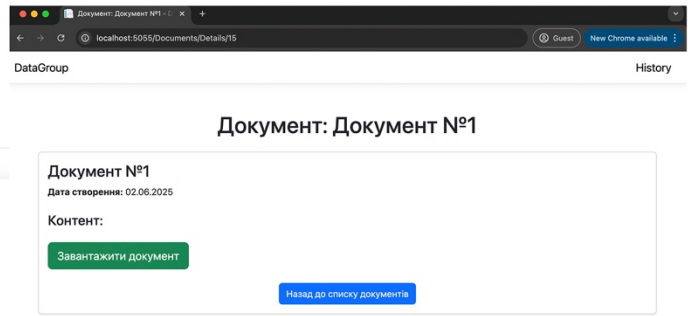 Документ: Документ №1 -
localhost:5055/Documents/Details/15
Guest
New Chrome available
DataGroup
History
Документ: Документ №1
Документ №1
Дата створення: 02.06.2025
Контент:
Завантажити документ
Назад до списку документів